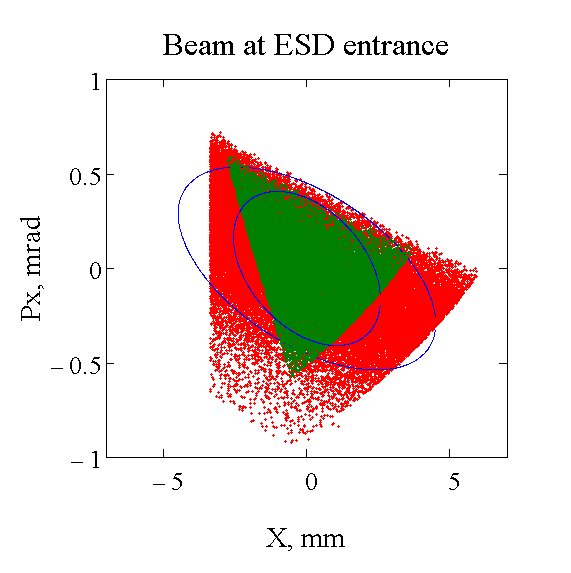 Beam at ESD entrance
1
0.5
0
– 0.5
– 1
Px, mrad
– 5
0
5
X, mm